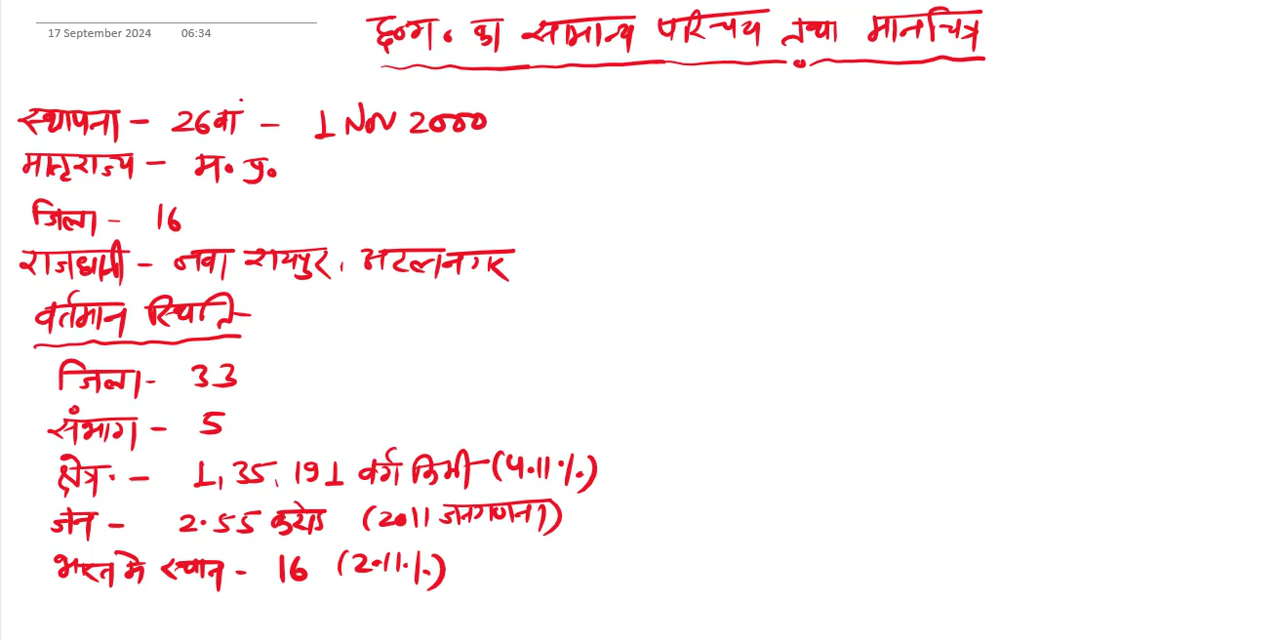 17 September 2024 06:34
छ०ग. का सामान्य परिचय तथा मानचित्र
स्थापना - 26वां - 1 Nov 2000
मातृराज्य - म. प्र.
जिला - 16
राजधानी - नवा रायपुर, अटलनगर
वर्तमान स्थिति
जिला - 33
संभाग - 5
क्षेत्र. - 1,35,191 वर्ग किमी - (4.11%)
जन - 2.55 करोड़ (2011 जनगणना)
भारत मे स्थान - 16 (2.11%)